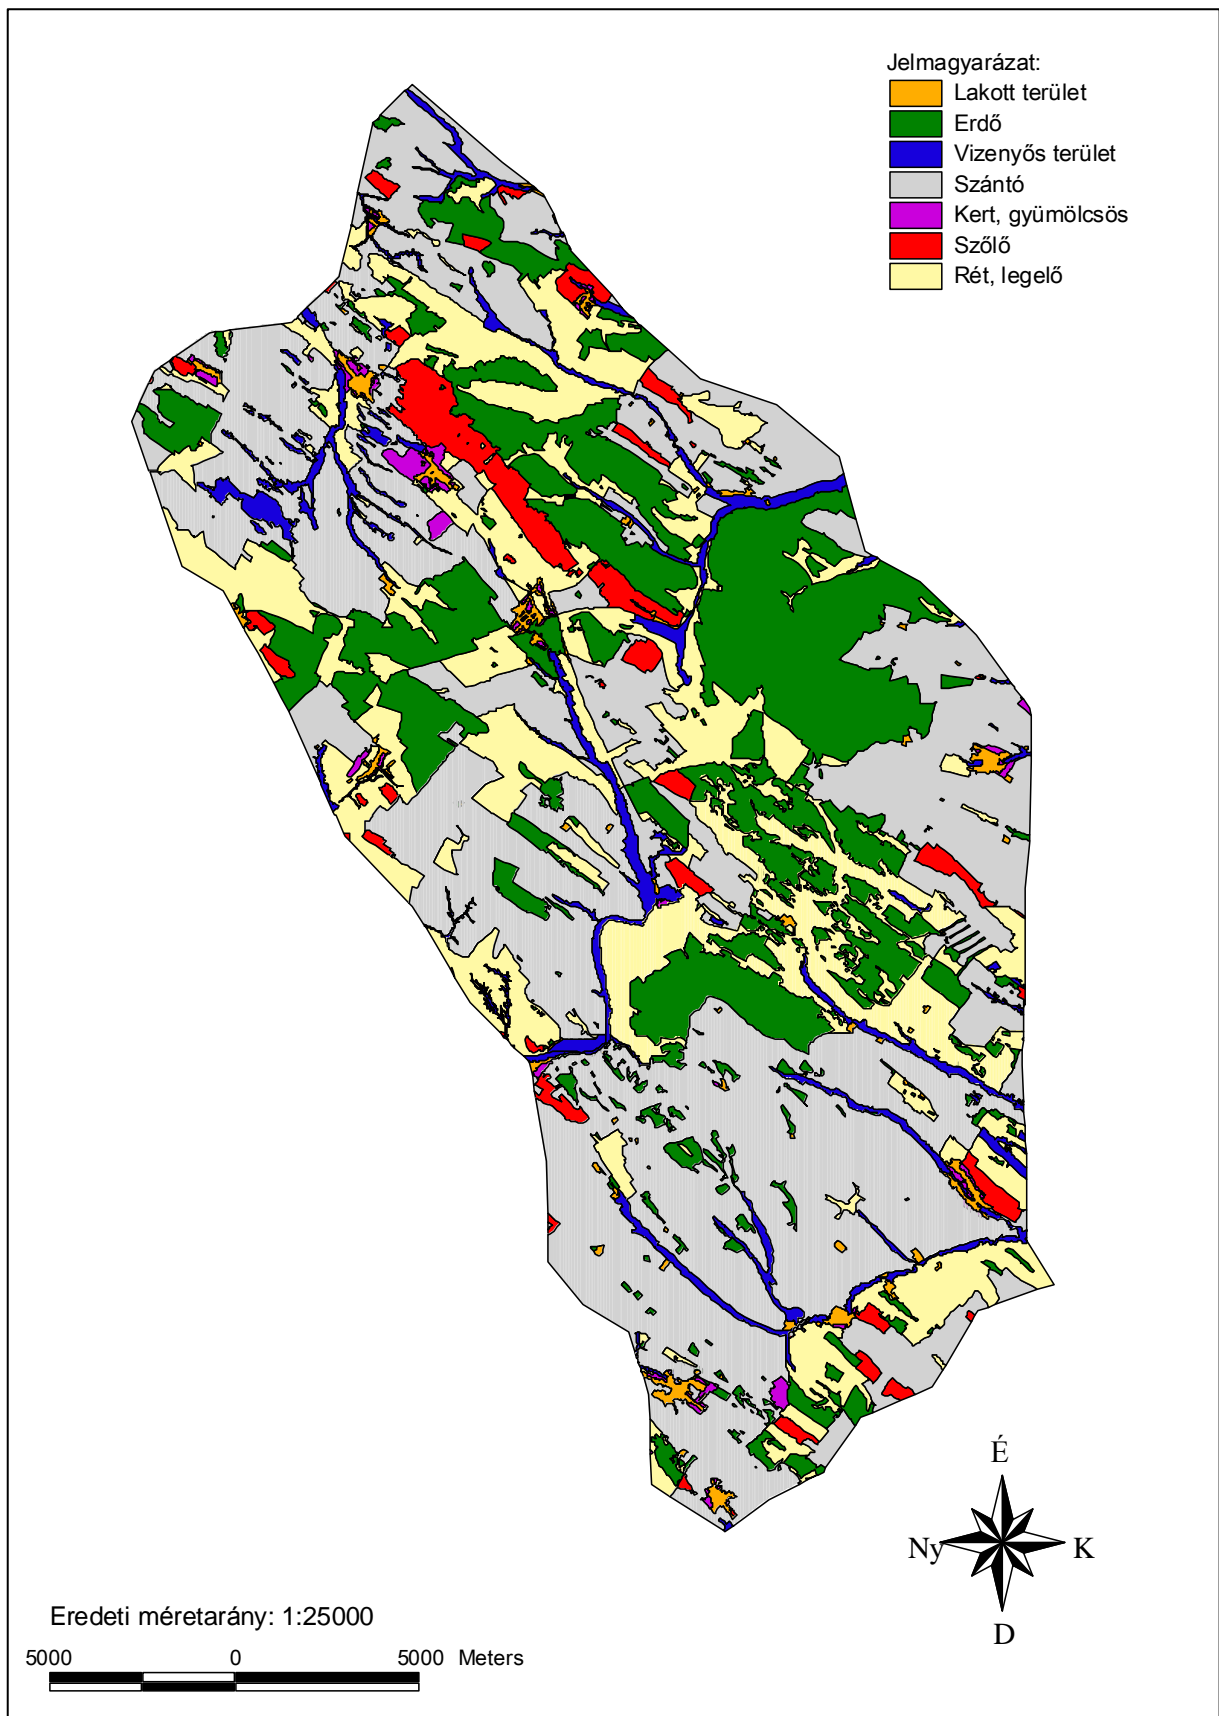 Jelmagyarázat:
Lakott terület
Erdő
Vizenyős terület
Szántó
Kert, gyümölcsös
Szőlő
Rét, legelő
É
Ny
K
D
Eredeti méretarány: 1:25000
5000 0 5000 Meters